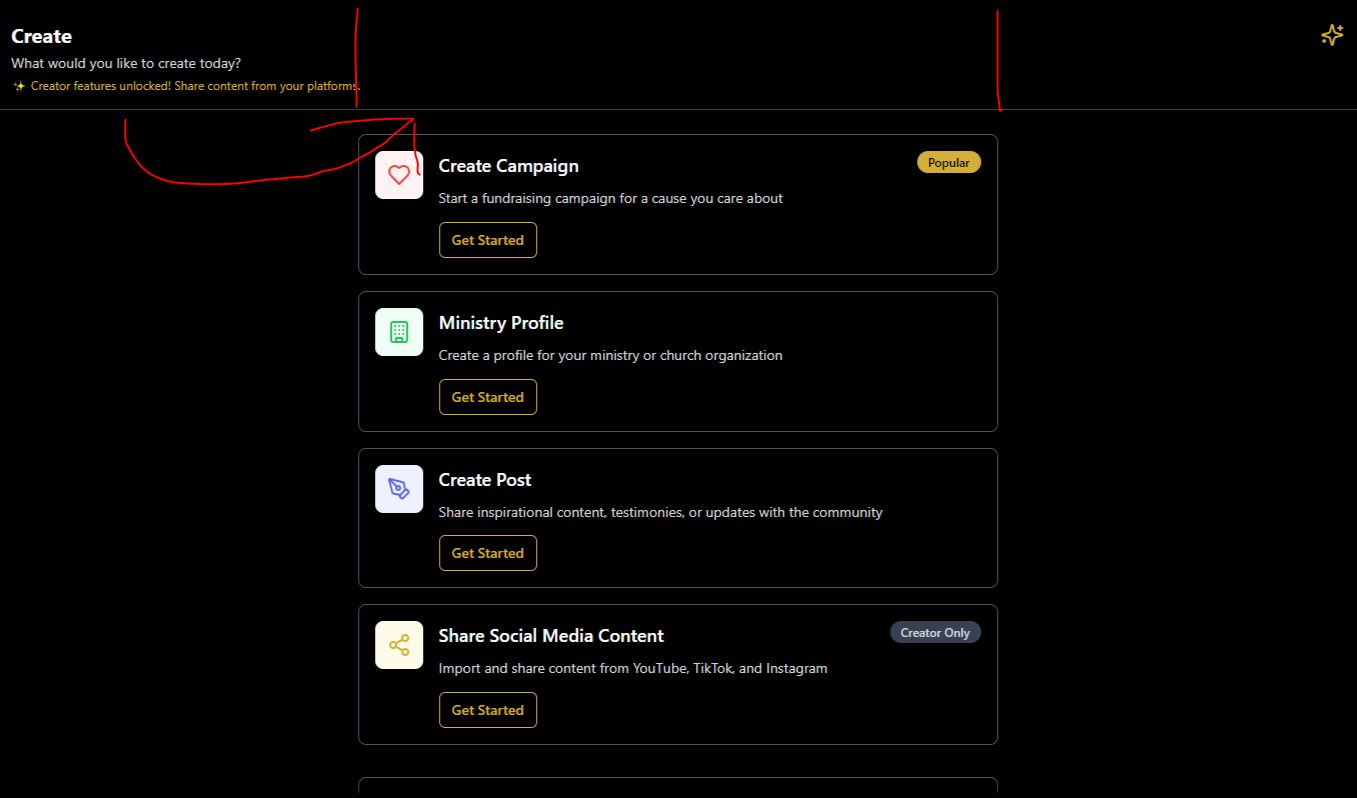 Create
What would you like to create today?
✨ Creator features unlocked! Share content from your platforms.
Create Campaign
Popular
Start a fundraising campaign for a cause you care about
Get Started
Ministry Profile
Create a profile for your ministry or church organization
Get Started
Create Post
Share inspirational content, testimonies, or updates with the community
Get Started
Share Social Media Content
Creator Only
Import and share content from YouTube, TikTok, and Instagram
Get Started